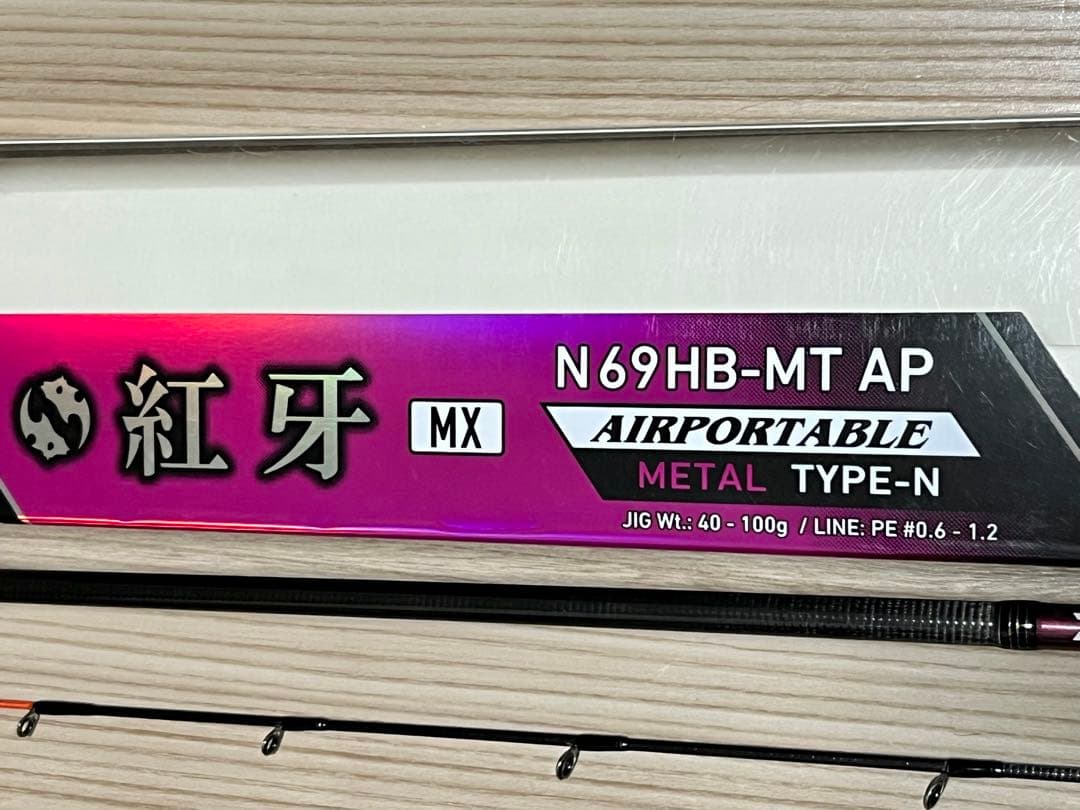 紅牙 MX
N69HB-MT AP
AIRPORTABLE
METAL TYPE-N
JIG Wt.: 40 - 100g / LINE: PE #0.6 - 1.2